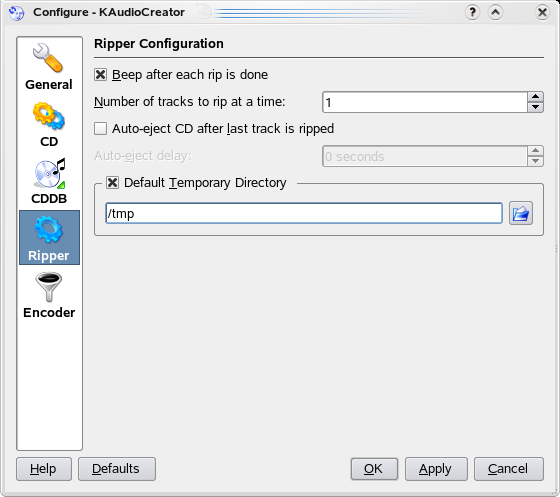 Configure - KAudioCreator
?
General
CD
CDDB
Ripper
Encoder
Ripper Configuration
Beep after each rip is done
Number of tracks to rip at a time: 1
Auto-eject CD after last track is ripped
Auto-eject delay: 0 seconds
Default Temporary Directory
/tmp
Help Defaults OK Apply Cancel